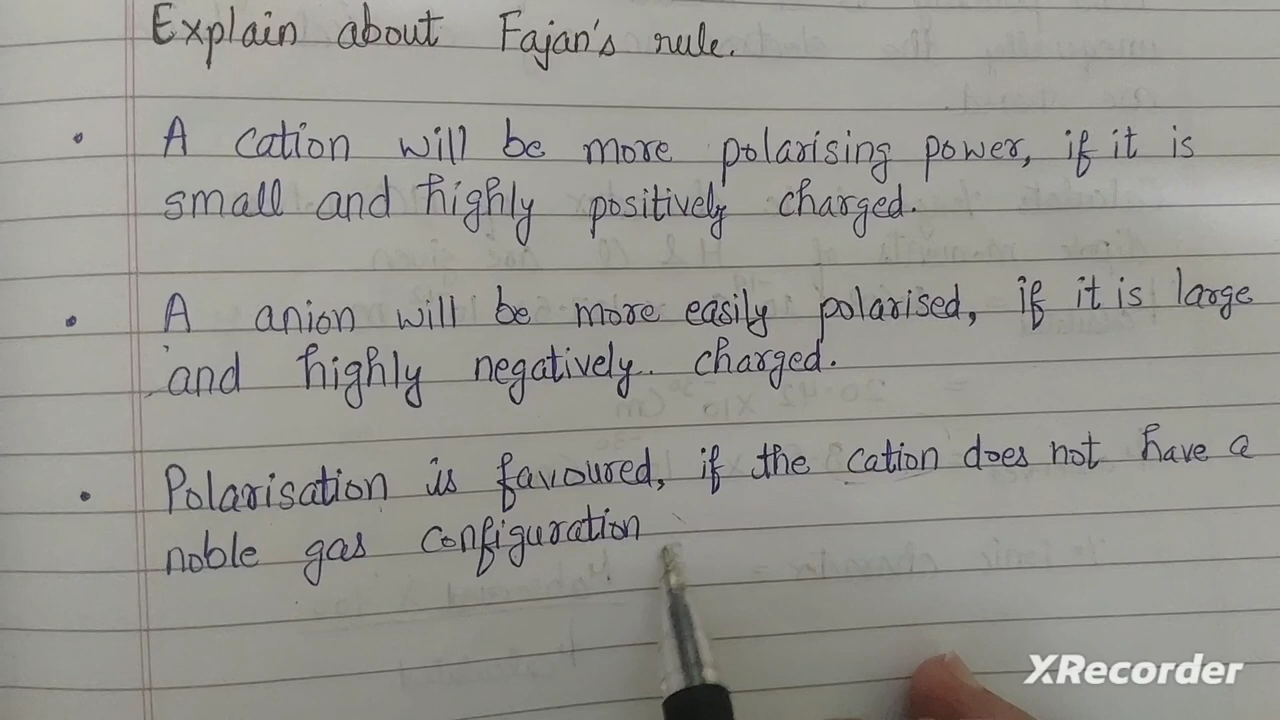 Explain about Fajan's rule.
• A cation will be more polarising power, if it is
small and highly positively charged.
• A anion will be more easily polarised, if it is large
and highly negatively charged.
• Polarisation is favoured, if the cation does not have a
noble gas configuration
XRecorder